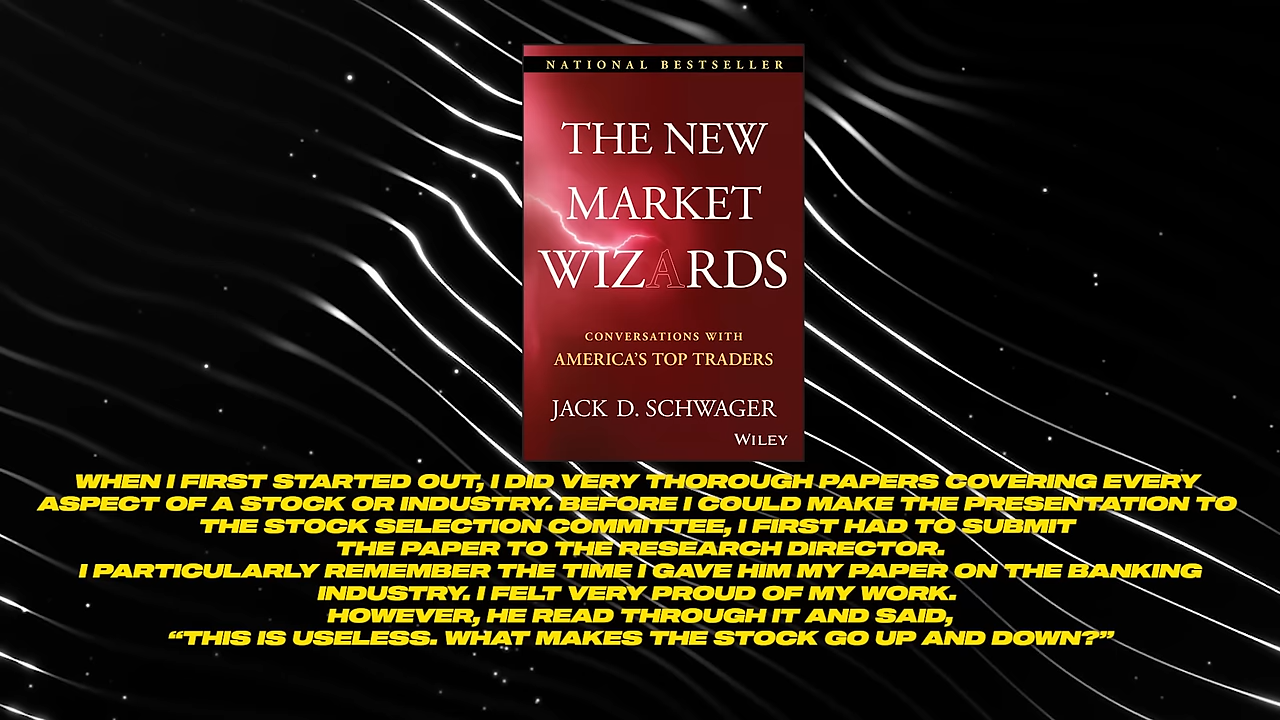 NATIONAL BESTSELLER
THE NEW
MARKET
WIZARDS
CONVERSATIONS WITH
AMERICA'S TOP TRADERS
JACK D. SCHWAGER
WILEY
WHEN I FIRST STARTED OUT, I DID VERY THOROUGH PAPERS COVERING EVERY
ASPECT OF A STOCK OR INDUSTRY. BEFORE I COULD MAKE THE PRESENTATION TO
THE STOCK SELECTION COMMITTEE, I FIRST HAD TO SUBMIT
THE PAPER TO THE RESEARCH DIRECTOR.
I PARTICULARLY REMEMBER THE TIME I GAVE HIM MY PAPER ON THE BANKING
INDUSTRY. I FELT VERY PROUD OF MY WORK.
HOWEVER, HE READ THROUGH IT AND SAID,
“THIS IS USELESS. WHAT MAKES THE STOCK GO UP AND DOWN?”